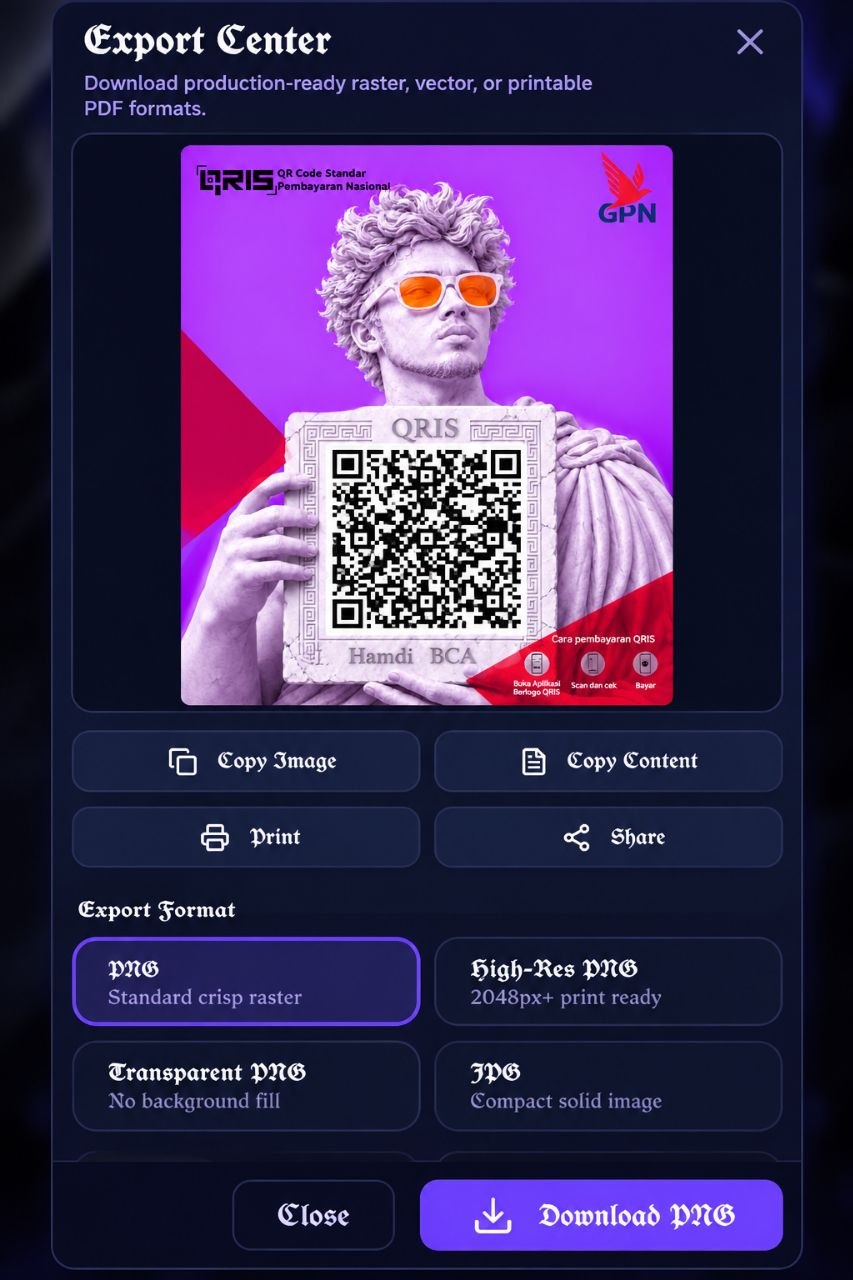 Export Center
Download production-ready raster, vector, or printable
PDF formats.
QRIS
QR Code Standar
Pembayaran Nasional
GPN
QRIS
Hamdi BCA
Cara pembayaran QRIS
Buka Aplikasi
Berlogo QRIS
Scan dan cek
Bayar
Copy Image
Copy Content
Print
Share
Export Format
PNG
Standard crisp raster
High-Res PNG
2048px+ print ready
Transparent PNG
No background fill
JPG
Compact solid image
Close
Download PNG